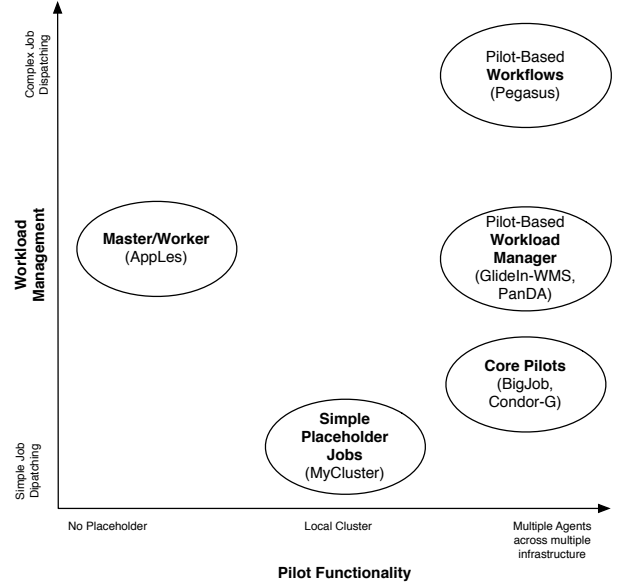 Complex Job
Dispatching
Pilot-Based
Workflows
(Pegasus)
Workload
Management
Master/Worker
(AppLes)
Pilot-Based
Workload
Manager
(GlideIn-WMS,
PanDA)
Core Pilots
(BigJob,
Condor-G)
Simple
Placeholder
Jobs
(MyCluster)
Simple Job
Dipatching
No Placeholder
Local Cluster
Multiple Agents
across multiple
infrastructure
Pilot Functionality